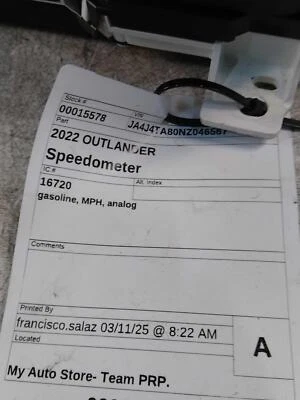 Stock #
00015578
VIN
Part
2022 OUTLANDER
Speedometer
IC #
Alt. Index
16720
gasoline, MPH, analog
Comments
Printed By
francisco.salaz 03/11/25 @ 8:22 AM
A
Located
My Auto Store- Team PRP.